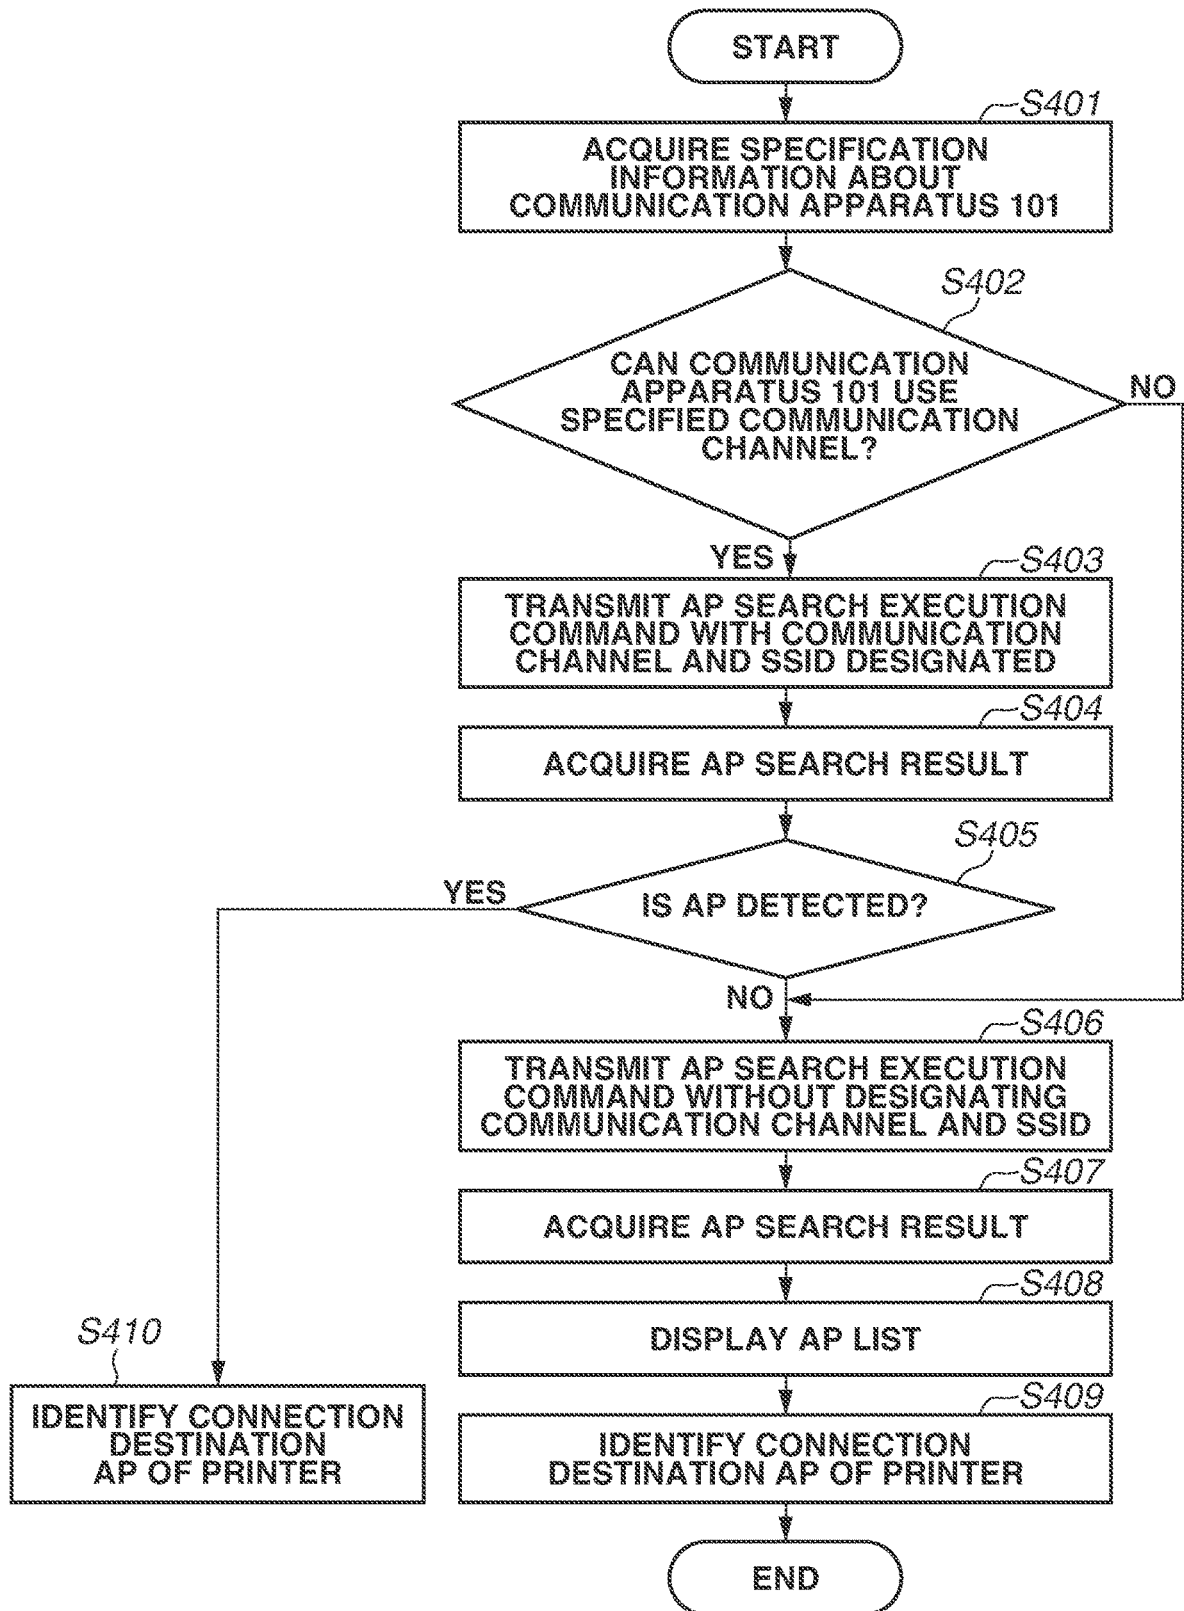 START
S401
ACQUIRE SPECIFICATION
INFORMATION ABOUT
COMMUNICATION APPARATUS 101
S402
CAN COMMUNICATION
APPARATUS 101 USE
SPECIFIED COMMUNICATION
CHANNEL?
NO
YES
S403
TRANSMIT AP SEARCH EXECUTION
COMMAND WITH COMMUNICATION
CHANNEL AND SSID DESIGNATED
S404
ACQUIRE AP SEARCH RESULT
S405
YES
IS AP DETECTED?
NO
S406
TRANSMIT AP SEARCH EXECUTION
COMMAND WITHOUT DESIGNATING
COMMUNICATION CHANNEL AND SSID
S407
ACQUIRE AP SEARCH RESULT
S408
DISPLAY AP LIST
S410
IDENTIFY CONNECTION
DESTINATION
AP OF PRINTER
S409
IDENTIFY CONNECTION
DESTINATION AP OF PRINTER
END